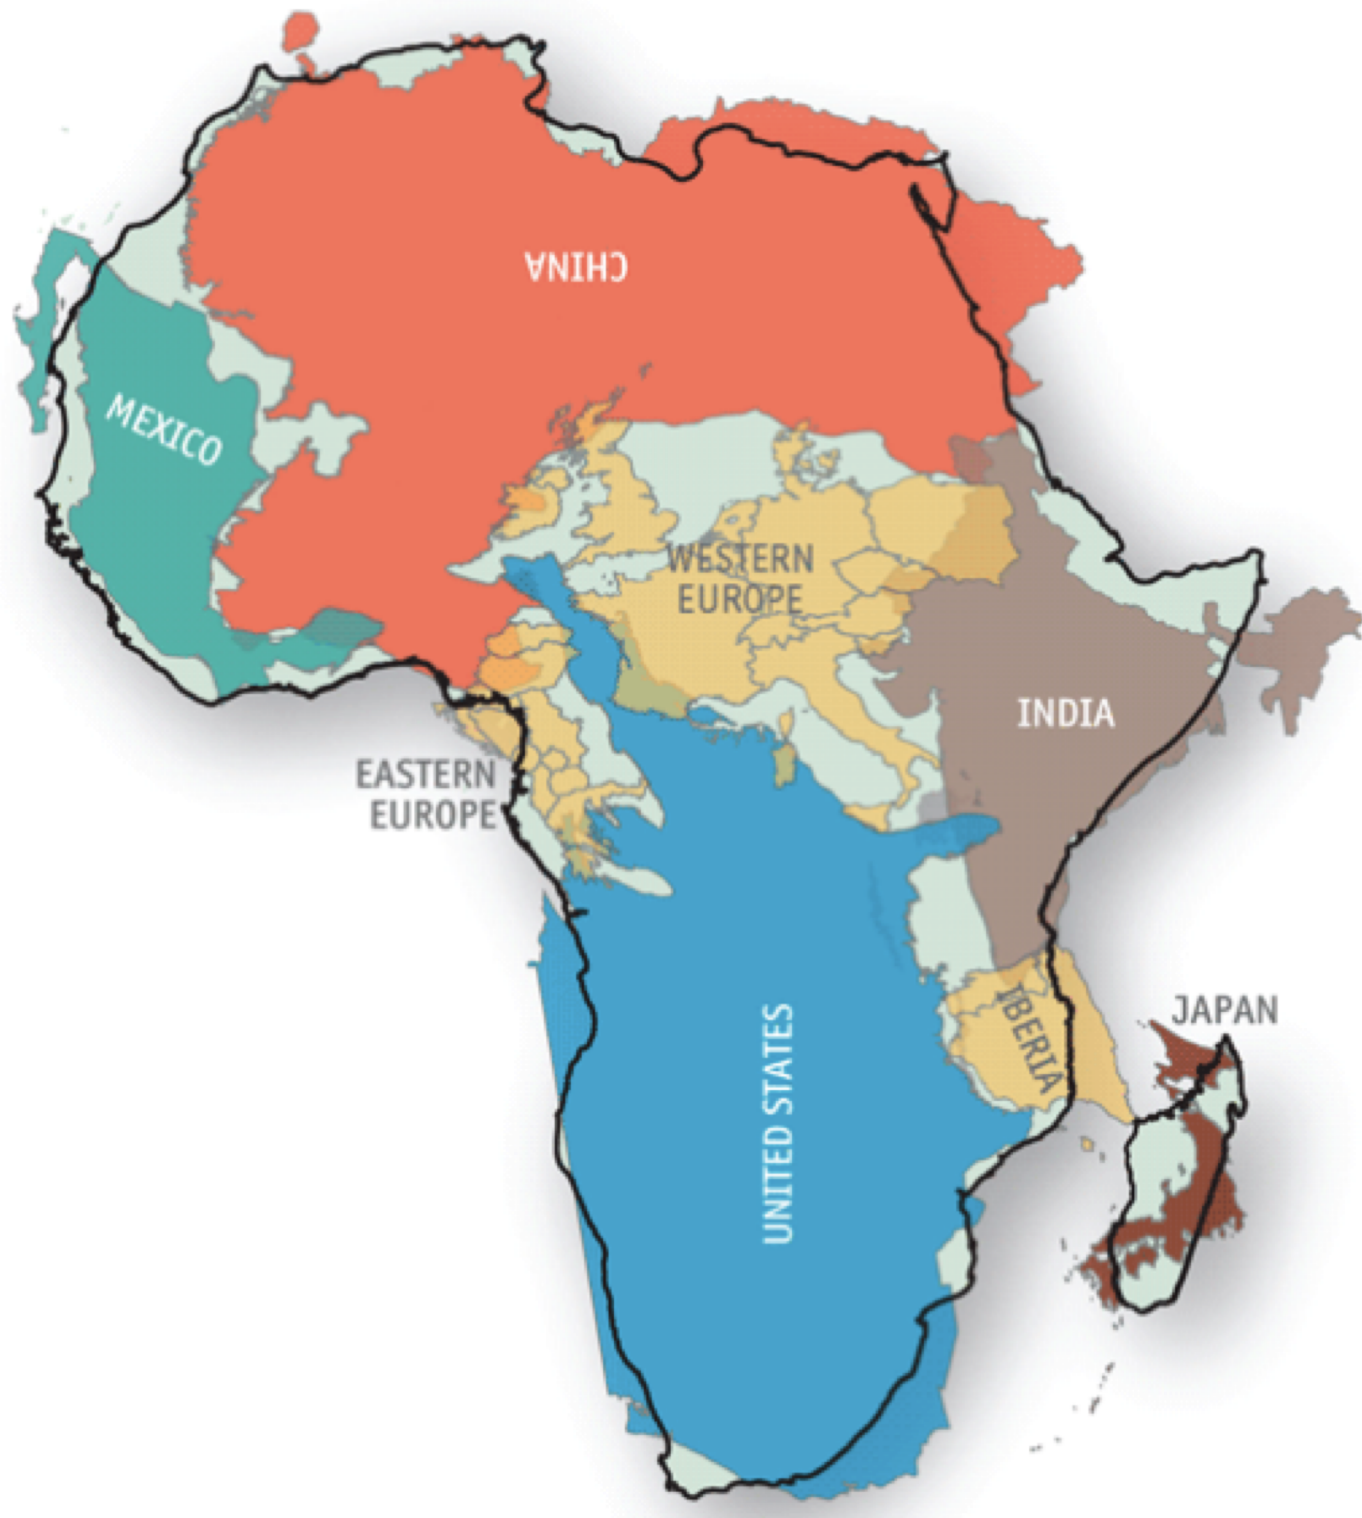 CHINA
MEXICO
WESTERN
EUROPE
INDIA
EASTERN
EUROPE
IBERIA
JAPAN
UNITED STATES